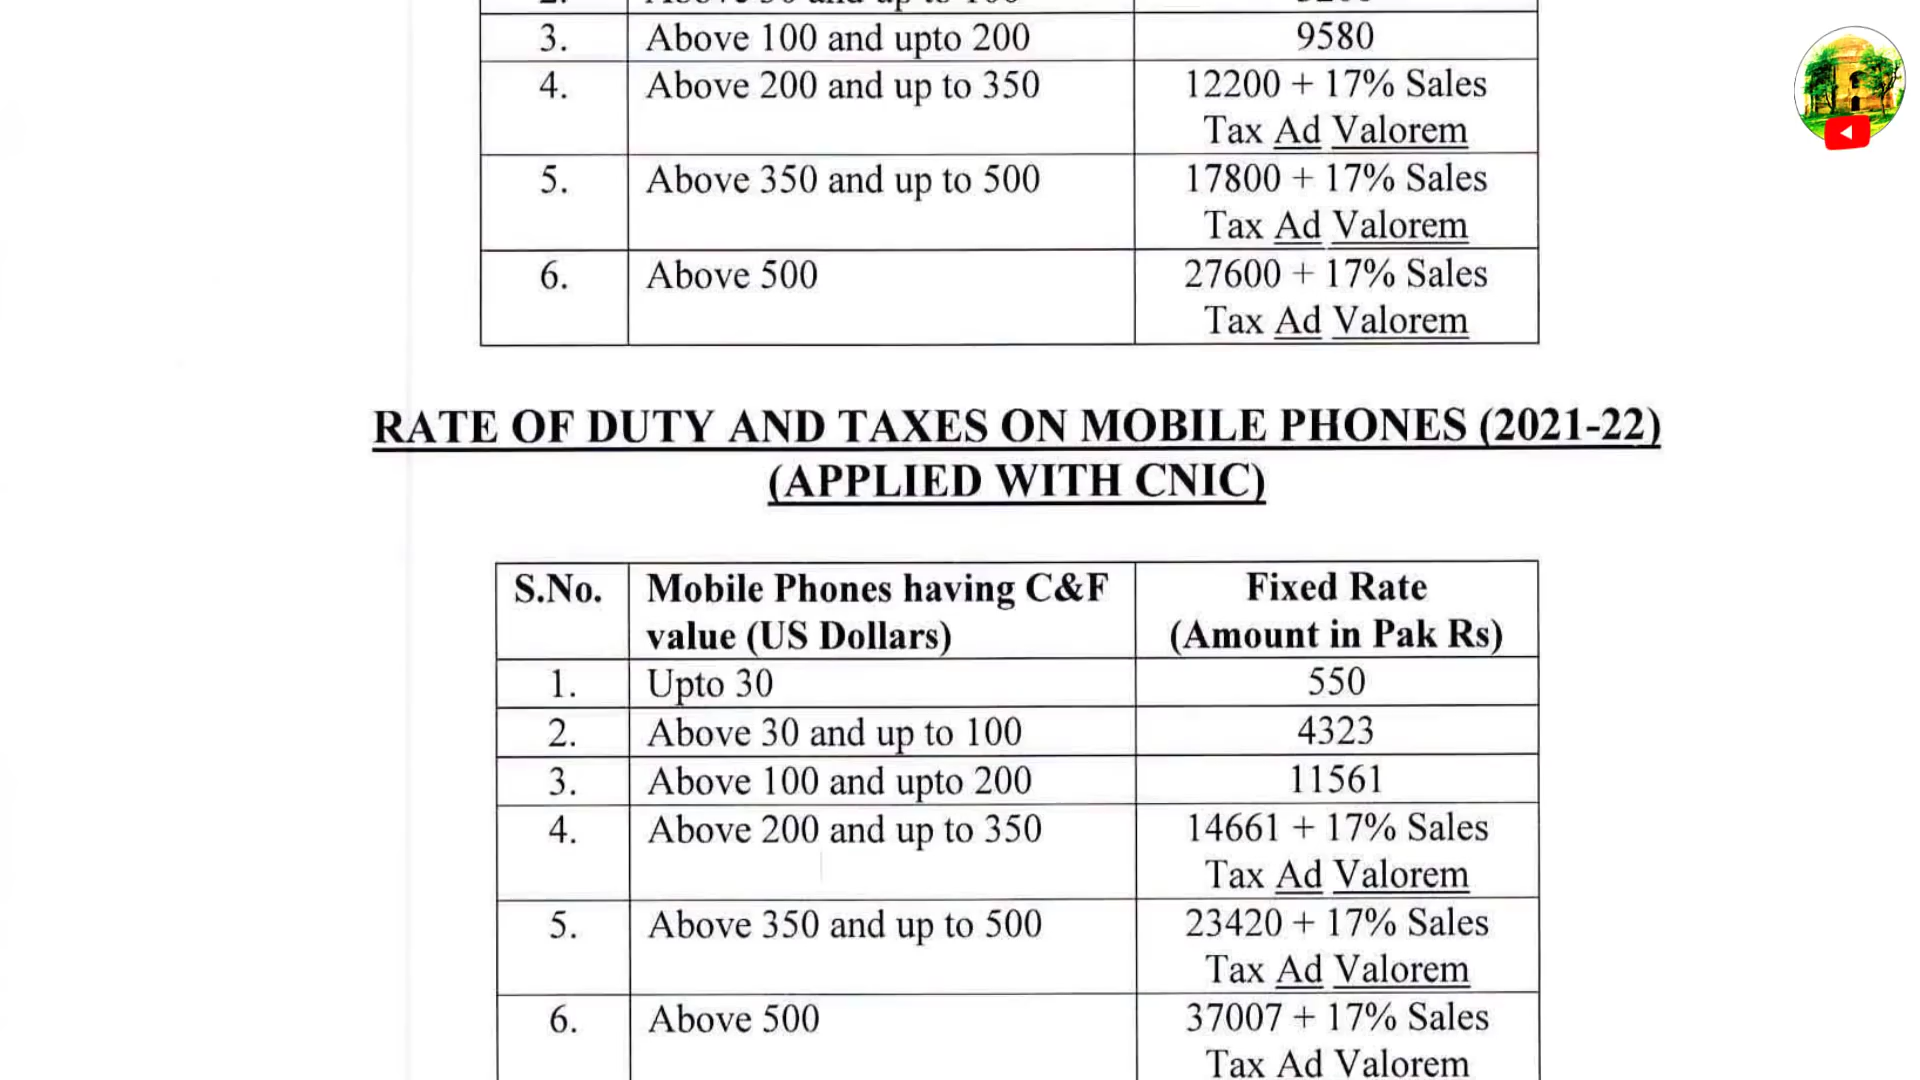 3. Above 100 and upto 200 9580
4. Above 200 and up to 350 12200 + 17% Sales
Tax Ad Valorem
5. Above 350 and up to 500 17800 + 17% Sales
Tax Ad Valorem
6. Above 500 27600 + 17% Sales
Tax Ad Valorem
RATE OF DUTY AND TAXES ON MOBILE PHONES (2021-22)
(APPLIED WITH CNIC)
S.No. Mobile Phones having C&F Fixed Rate
value (US Dollars) (Amount in Pak Rs)
1. Upto 30 550
2. Above 30 and up to 100 4323
3. Above 100 and upto 200 11561
4. Above 200 and up to 350 14661 + 17% Sales
Tax Ad Valorem
5. Above 350 and up to 500 23420 + 17% Sales
Tax Ad Valorem
6. Above 500 37007 + 17% Sales
Tax Ad Valorem